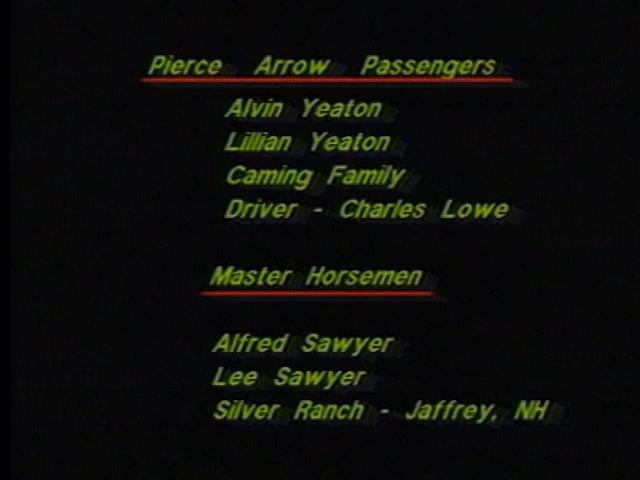 Pierce Arrow Passengers
Alvin Yeaton
Lillian Yeaton
Caming Family
Driver - Charles Lowe
Master Horsemen
Alfred Sawyer
Lee Sawyer
Silver Ranch - Jaffrey, NH